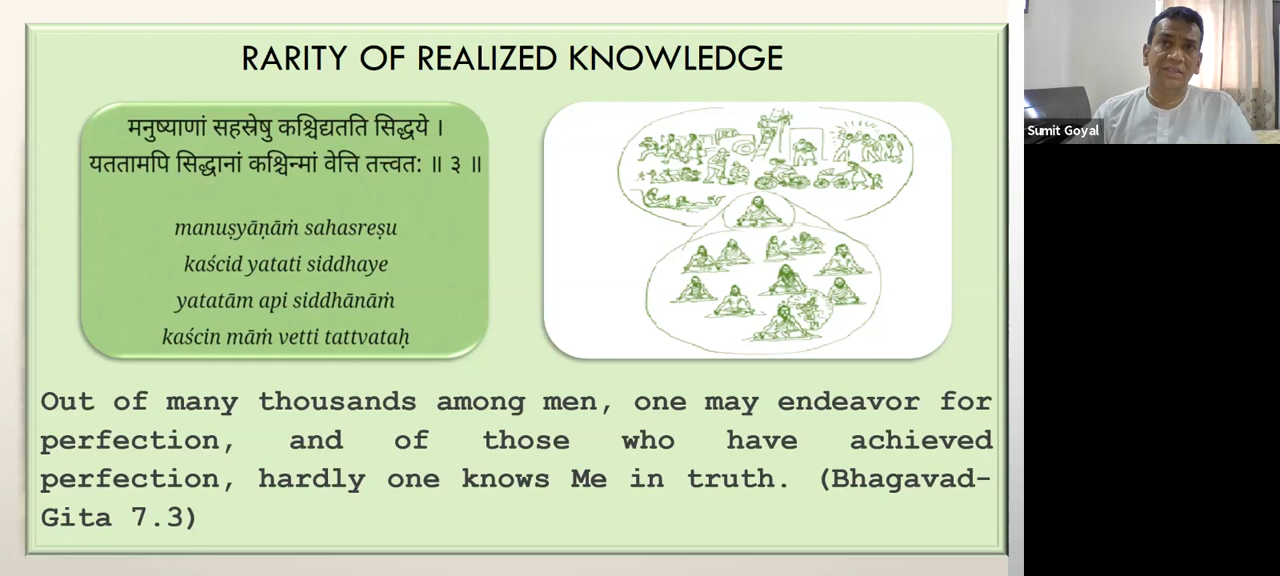 RARITY OF REALIZED KNOWLEDGE
मनुष्याणां सहस्रेषु कश्चिद्यतति सिद्धये ।
यततामपि सिद्धानां कश्चिन्मां वेत्ति तत्त्वत: ॥ ३ ॥
manuṣyāṇāṁ sahasreṣu
kaścid yatati siddhaye
yatatām api siddhānāṁ
kaścin māṁ vetti tattvataḥ
Out of many thousands among men, one may endeavor for
perfection, and of those who have achieved
perfection, hardly one knows Me in truth. (Bhagavad-
Gita 7.3)
Sumit Goyal